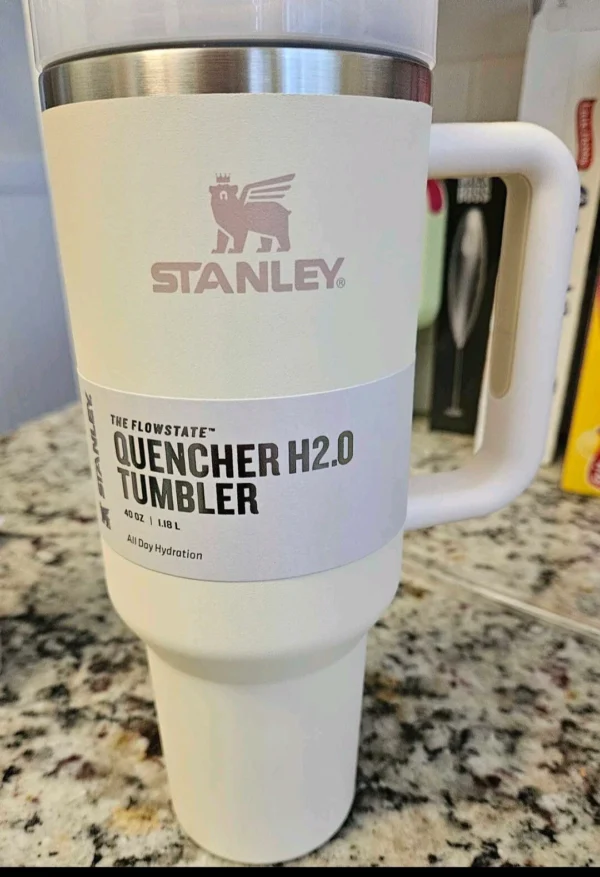 STANLEY®
STANLEY
THE FLOWSTATE™
QUENCHER H2.0
TUMBLER
40 OZ | 1.18 L
All Day Hydration